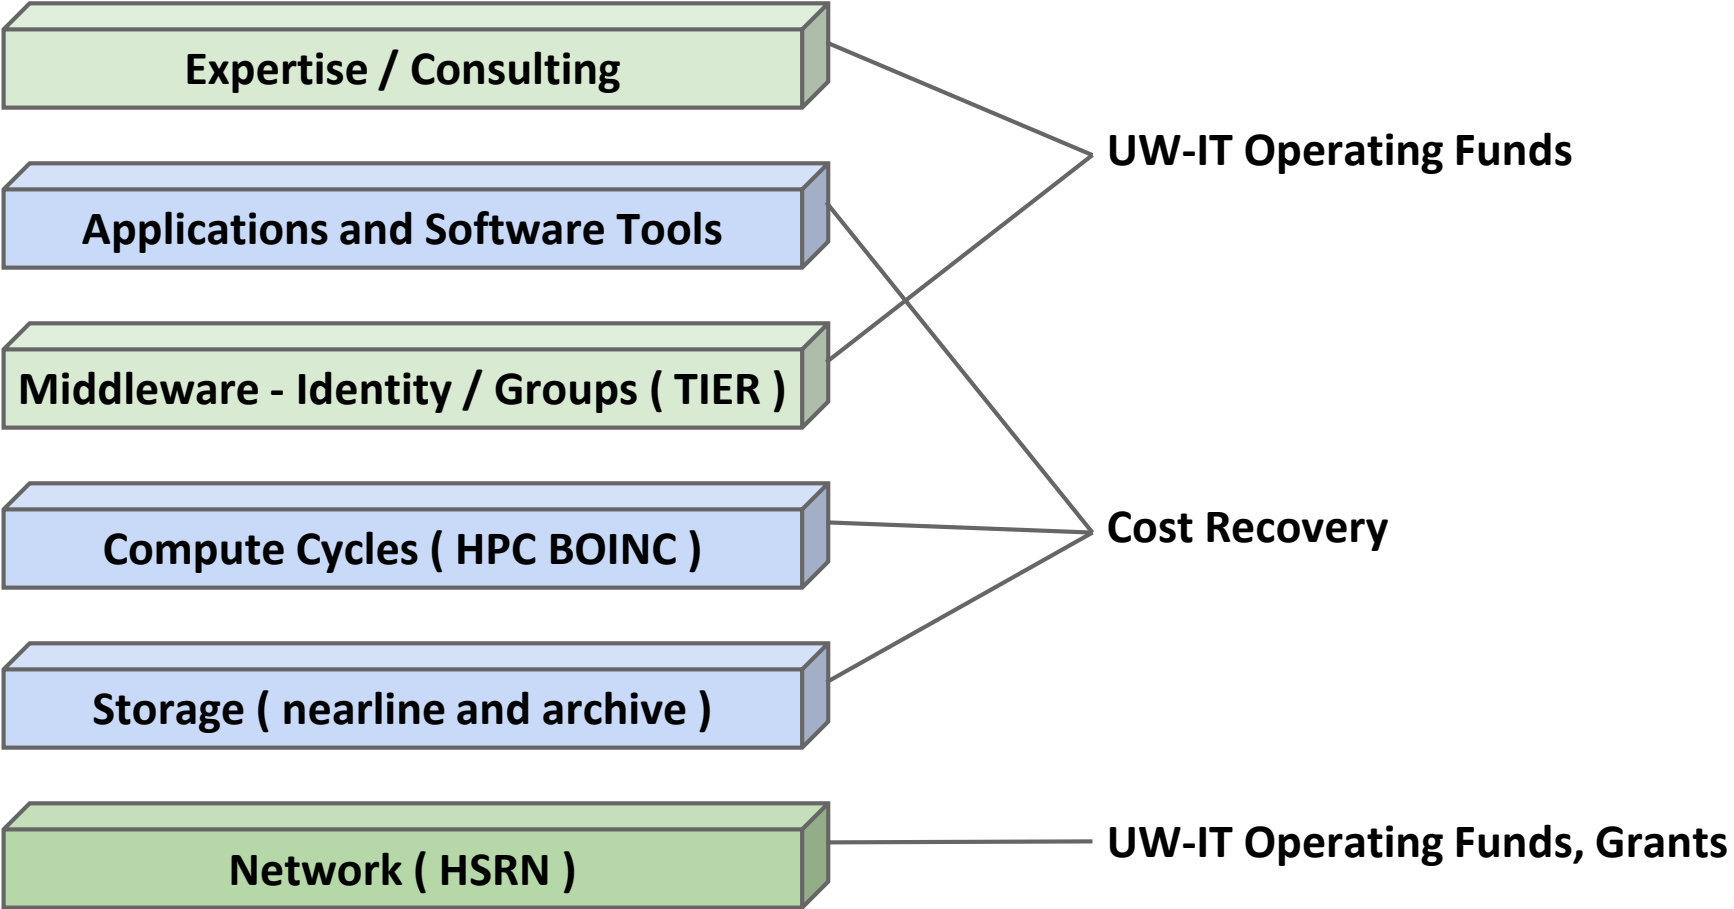 Expertise / Consulting
UW-IT Operating Funds
Applications and Software Tools
Middleware - Identity / Groups ( TIER )
Compute Cycles ( HPC BOINC )
Cost Recovery
Storage ( nearline and archive )
Network ( HSRN )
UW-IT Operating Funds, Grants